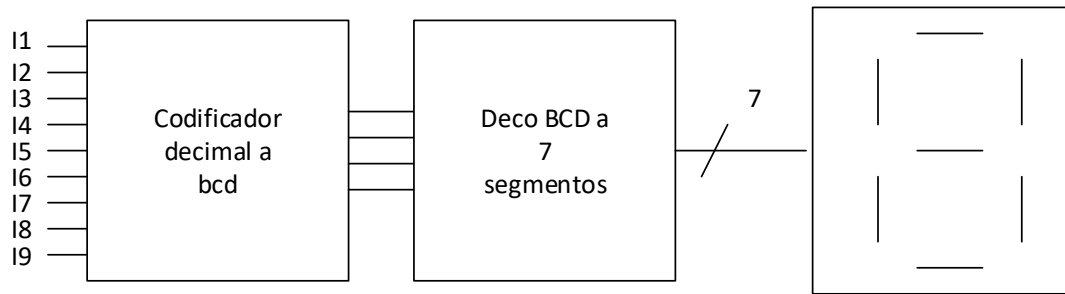 I1
I2
I3
I4
I5
I6
I7
I8
I9
Codificador
decimal a
bcd
Deco BCD a
7
segmentos
7